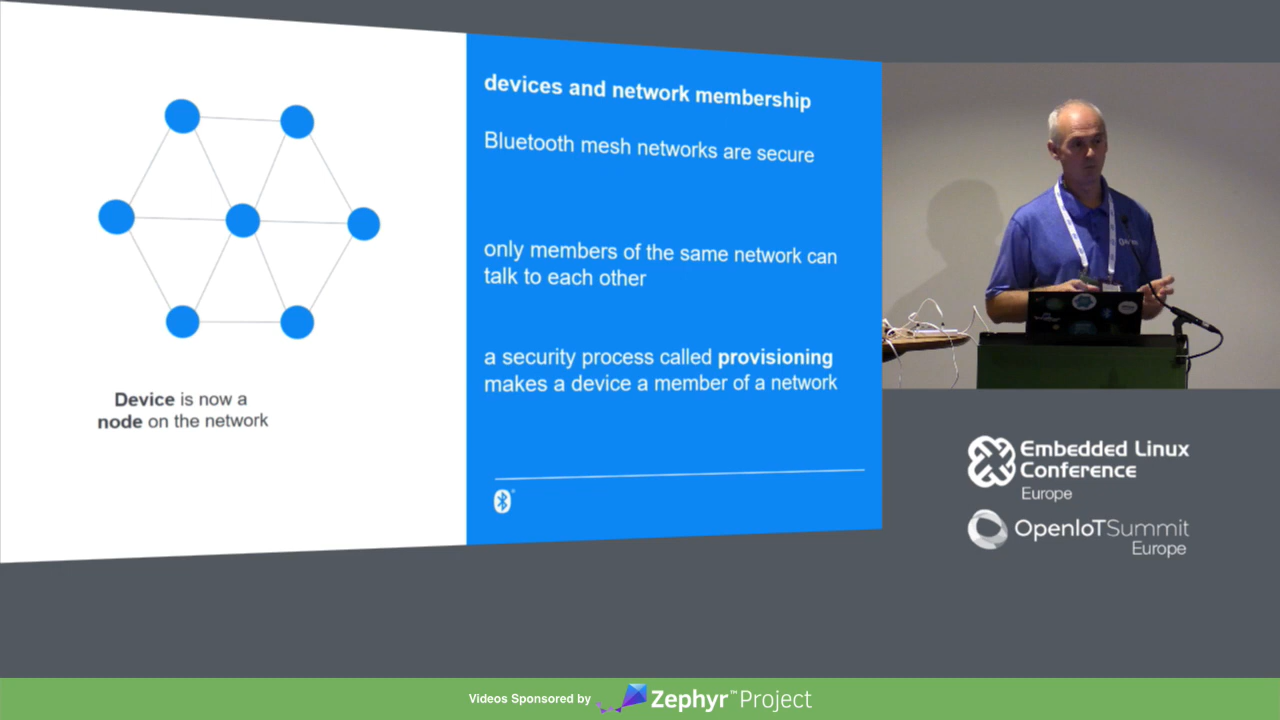 devices and network membership
Bluetooth mesh networks are secure
only members of the same network can
talk to each other
a security process called provisioning
makes a device a member of a network
Device is now a
node on the network
Embedded Linux
Conference
Europe
OpenIoTSummit
Europe
Videos Sponsored by Zephyr™Project